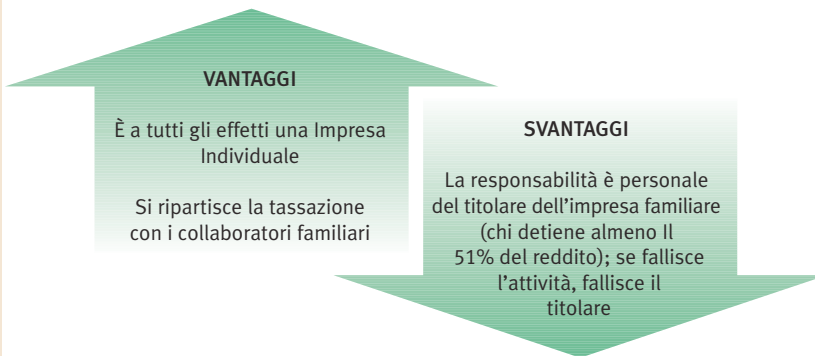 VANTAGGI
È a tutti gli effetti una Impresa
Individuale
Si ripartisce la tassazione
con i collaboratori familiari
SVANTAGGI
La responsabilità è personale
del titolare dell’impresa familiare
(chi detiene almeno Il
51% del reddito); se fallisce
l’attività, fallisce il
titolare